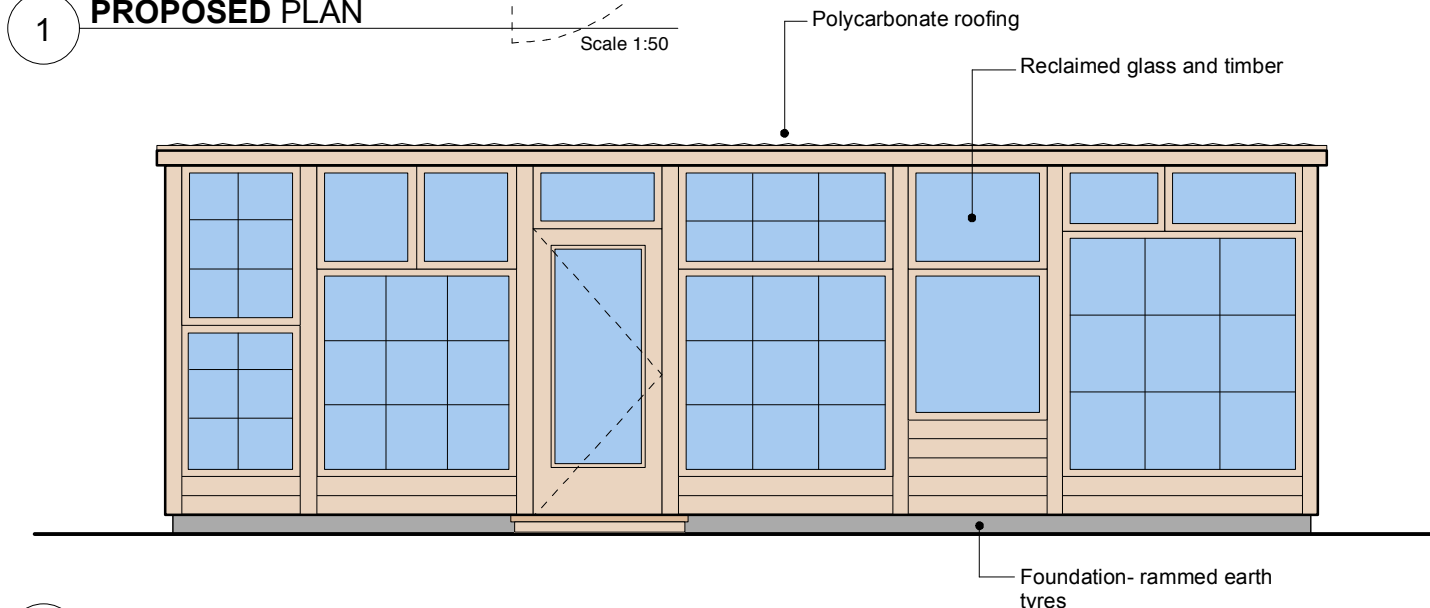 1
PROPOSED PLAN
Scale 1:50
Polycarbonate roofing
Reclaimed glass and timber
Foundation- rammed earth
tyres